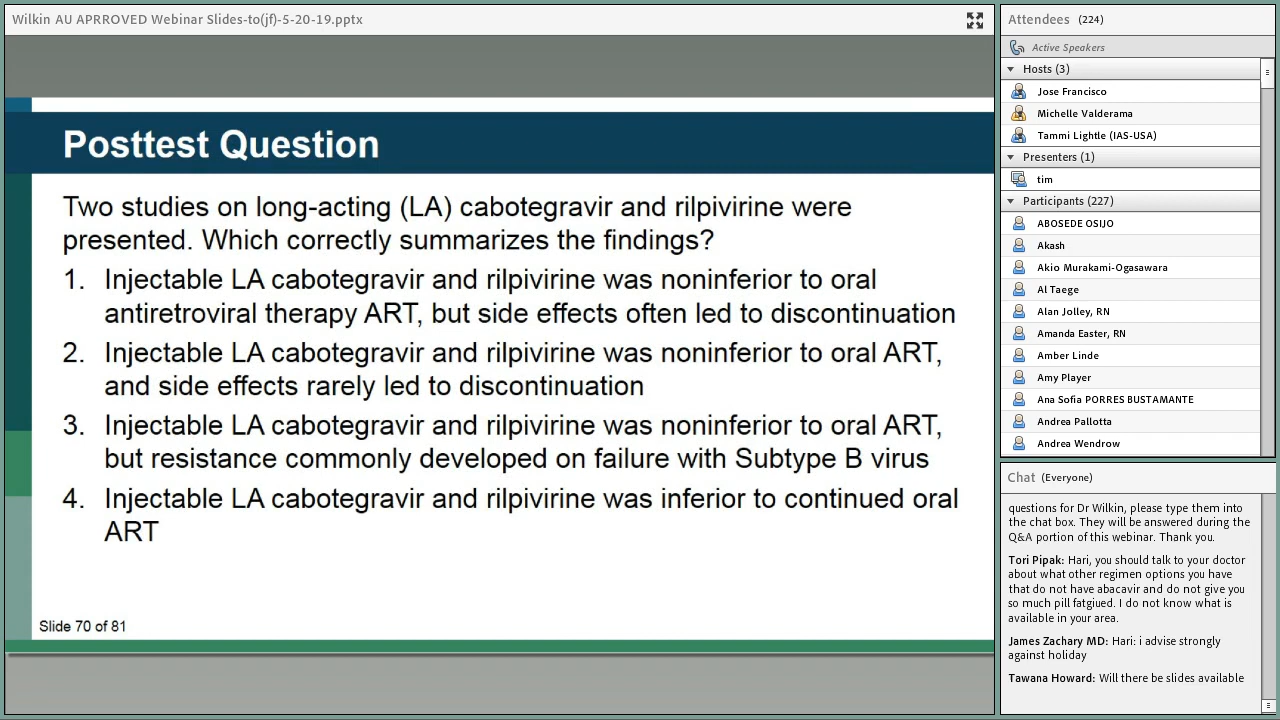 Wilkin AU APRROVED Webinar Slides-to(jf)-5-20-19.pptx
Posttest Question
Two studies on long-acting (LA) cabotegravir and rilpivirine were
presented. Which correctly summarizes the findings?
1. Injectable LA cabotegravir and rilpivirine was noninferior to oral
antiretroviral therapy ART, but side effects often led to discontinuation
2. Injectable LA cabotegravir and rilpivirine was noninferior to oral ART,
and side effects rarely led to discontinuation
3. Injectable LA cabotegravir and rilpivirine was noninferior to oral ART,
but resistance commonly developed on failure with Subtype B virus
4. Injectable LA cabotegravir and rilpivirine was inferior to continued oral
ART
Slide 70 of 81
Attendees (224)
Active Speakers
Hosts (3)
Jose Francisco
Michelle Valderama
Tammi Lightle (IAS-USA)
Presenters (1)
tim
Participants (227)
ABOSEDE OSIJO
Akash
Akio Murakami-Ogasawara
Al Taege
Alan Jolley, RN
Amanda Easter, RN
Amber Linde
Amy Player
Ana Sofia PORRES BUSTAMANTE
Andrea Pallotta
Andrea Wendrow
Chat (Everyone)
questions for Dr Wilkin, please type them into
the chat box. They will be answered during the
Q&A portion of this webinar. Thank you.
Tori Pipak: Hari, you should talk to your doctor
about what other regimen options you have
that do not have abacavir and do not give you
so much pill fatgiued. I do not know what is
available in your area.
James Zachary MD: Hari: i advise strongly
against holiday
Tawana Howard: Will there be slides available